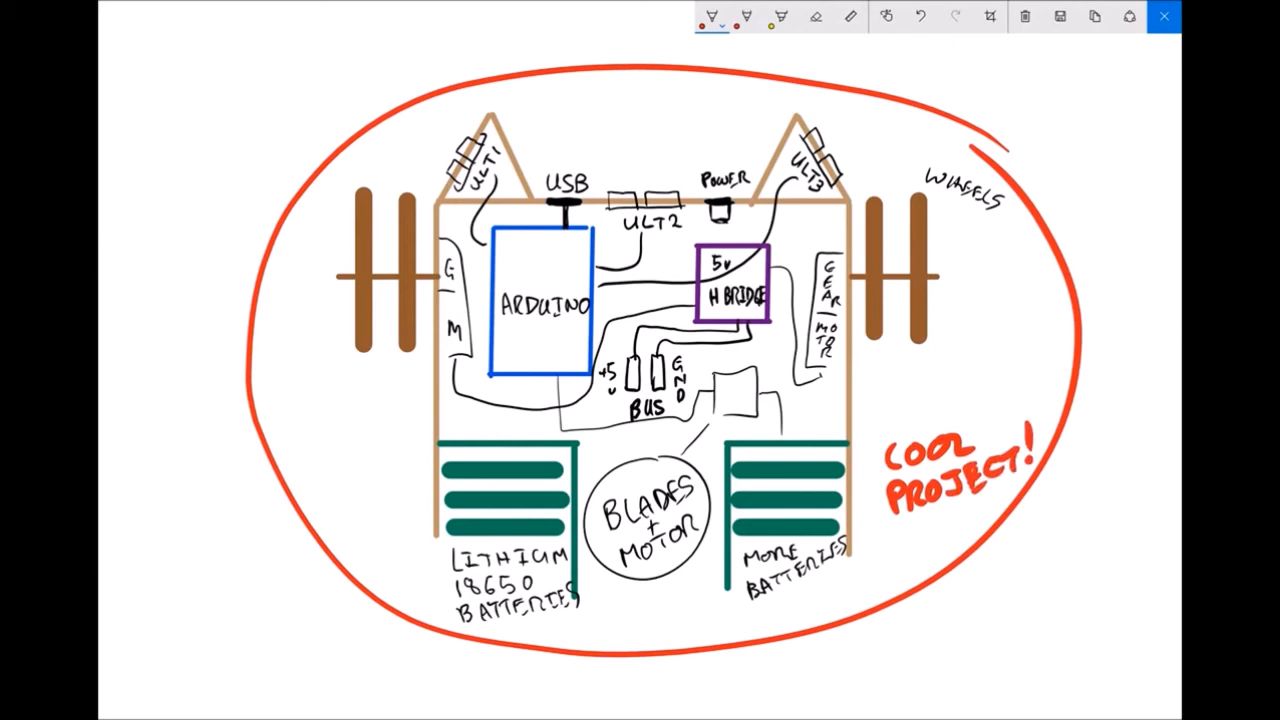 ULT1
USB
ULT2
POWER
ULT3
WHEELS
G
M
ARDUINO
5V
H BRIDGE
GEAR
MOTOR
+5
V
GND
BUS
COOL
PROJECT!
BLADES
+
MOTOR
LITHIUM
18650
BATTERIES
MORE
BATTERIES